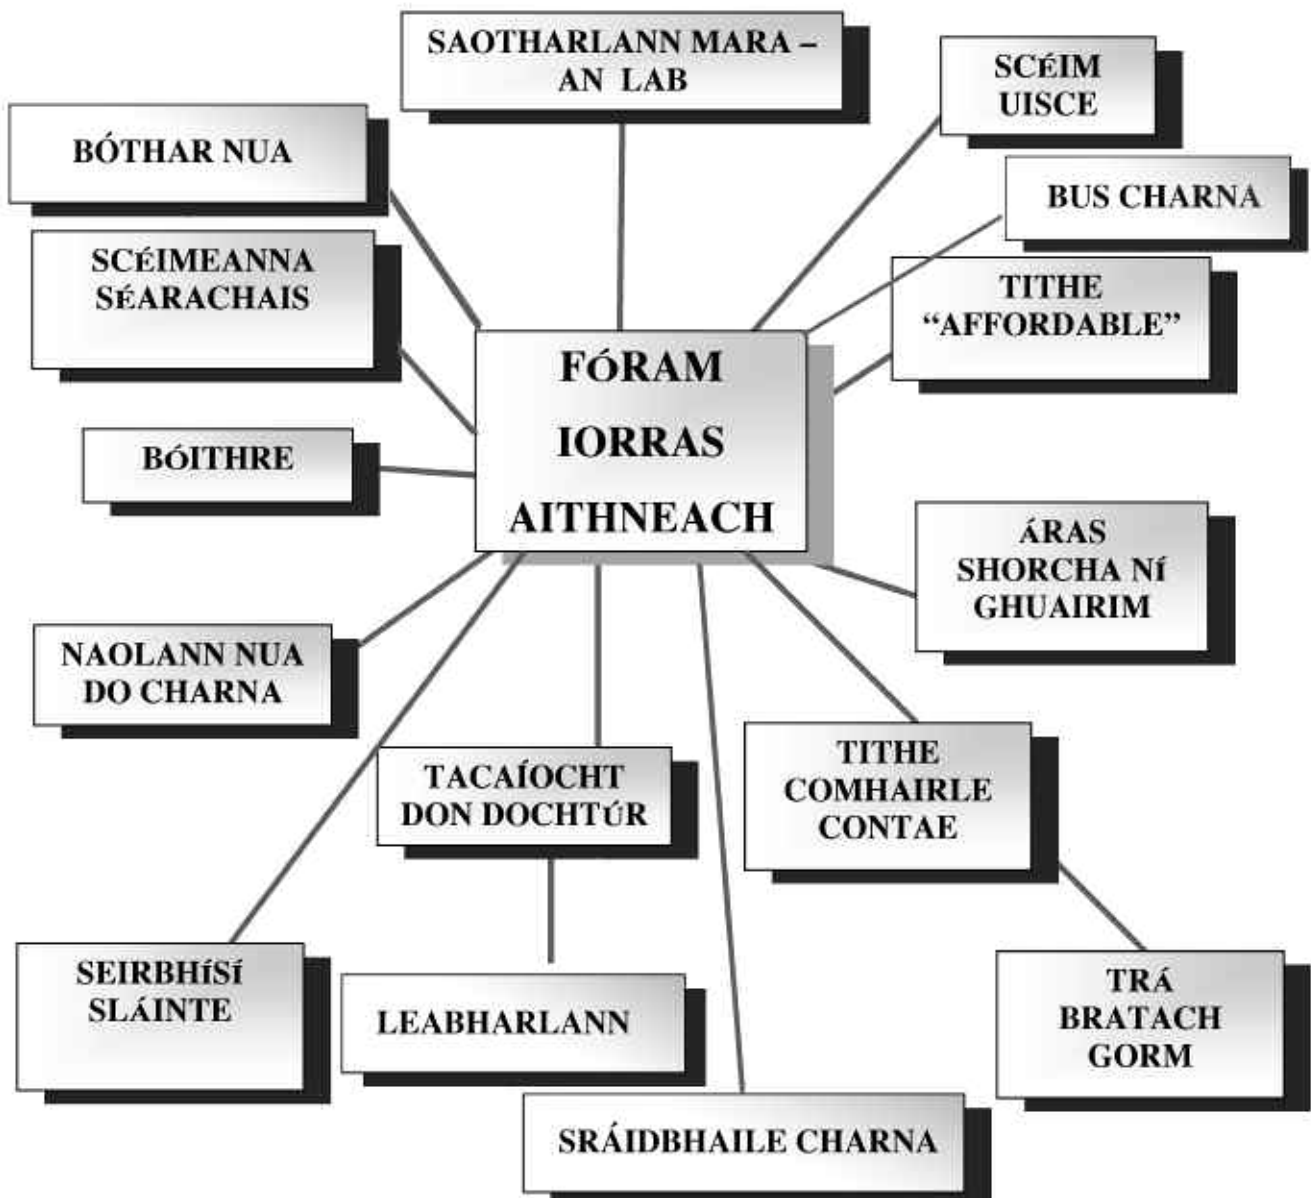 SAOTHARLANN MARA –
AN LAB
SCÉIM
UISCE
BÓTHAR NUA
BUS CHARNA
SCÉIMEANNA
SÉARACHAIS
TITHE
“AFFORDABLE”
FÓRAM
IORRAS
AITHNEACH
BÓITHRE
ÁRAS
SHORCHA NÍ
GHUAIRIM
NAOLANN NUA
DO CHARNA
TACAÍOCHT
DON DOCHTÚR
TITHE
COMHAIRLE
CONTAE
SEIRBHÍSÍ
SLÁINTE
LEABHARLANN
TRÁ
BRATACH
GORM
SRÁIDBHAILE CHARNA